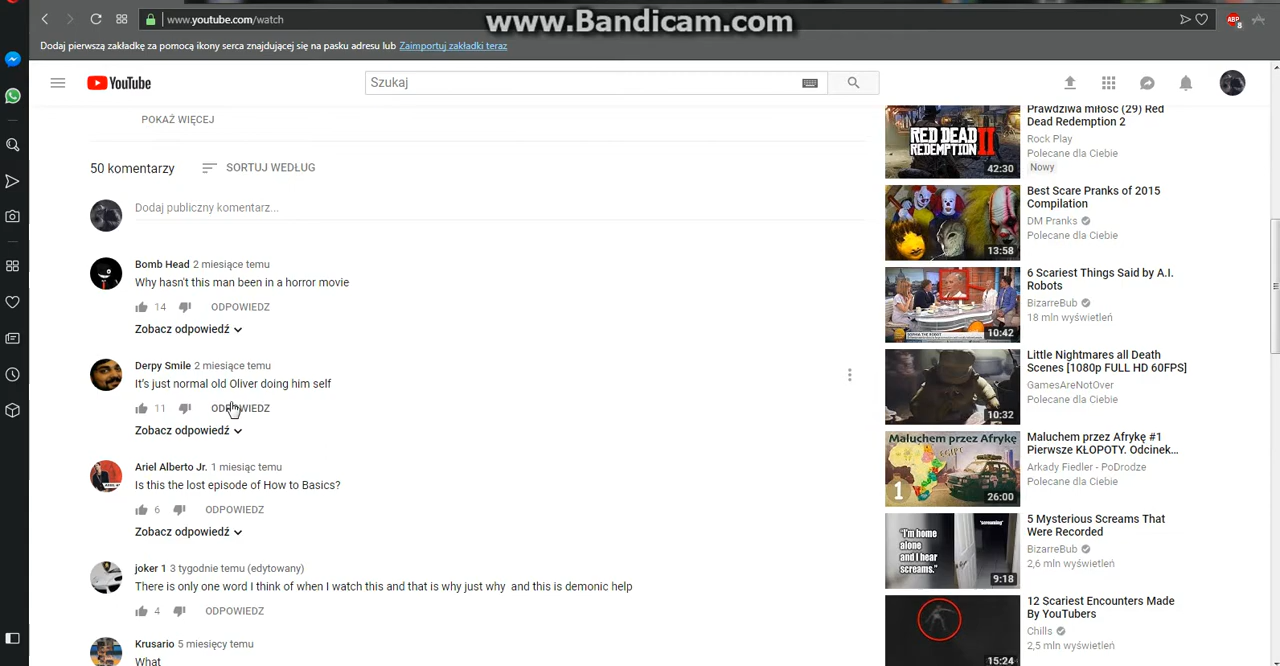 www.Bandicam.com
www.youtube.com/watch
ABP
8
Dodaj pierwszą zakładkę za pomocą ikony serca znajdującej się na pasku adresu lub Zaimportuj zakładki teraz
YouTube
Szukaj
POKAŻ WIĘCEJ
50 komentarzy
SORTUJ WEDŁUG
Dodaj publiczny komentarz...
Bomb Head 2 miesiące temu
Why hasn't this man been in a horror movie
14 ODPOWIEDZ
Zobacz odpowiedź
Derpy Smile 2 miesiące temu
It's just normal old Oliver doing him self
11 ODPOWIEDZ
Zobacz odpowiedź
Ariel Alberto Jr. 1 miesiąc temu
Is this the lost episode of How to Basics?
6 ODPOWIEDZ
Zobacz odpowiedź
joker 1 3 tygodnie temu (edytowany)
There is only one word I think of when I watch this and that is why just why and this is demonic help
4 ODPOWIEDZ
Krusario 5 miesięcy temu
What
RED DEAD
REDEMPTION II
42:30
Prawdziwa miłość (29) Red
Dead Redemption 2
Rock Play
Polecane dla Ciebie
Nowy
13:58
Best Scare Pranks of 2015
Compilation
DM Pranks
Polecane dla Ciebie
10:42
6 Scariest Things Said by A.I.
Robots
BizarreBub
18 mln wyświetleń
10:32
Little Nightmares all Death
Scenes [1080p FULL HD 60FPS]
GamesAreNotOver
Polecane dla Ciebie
Maluchem przez Afrykę
1
26:00
Maluchem przez Afrykę #1
Pierwsze KŁOPOTY. Odcinek...
Arkady Fiedler - PoDrodze
Polecane dla Ciebie
"I'm home
alone
and I hear
screams."
*screaming*
9:18
5 Mysterious Screams That
Were Recorded
BizarreBub
2,6 mln wyświetleń
15:24
12 Scariest Encounters Made
By YouTubers
Chills
2,5 mln wyświetleń